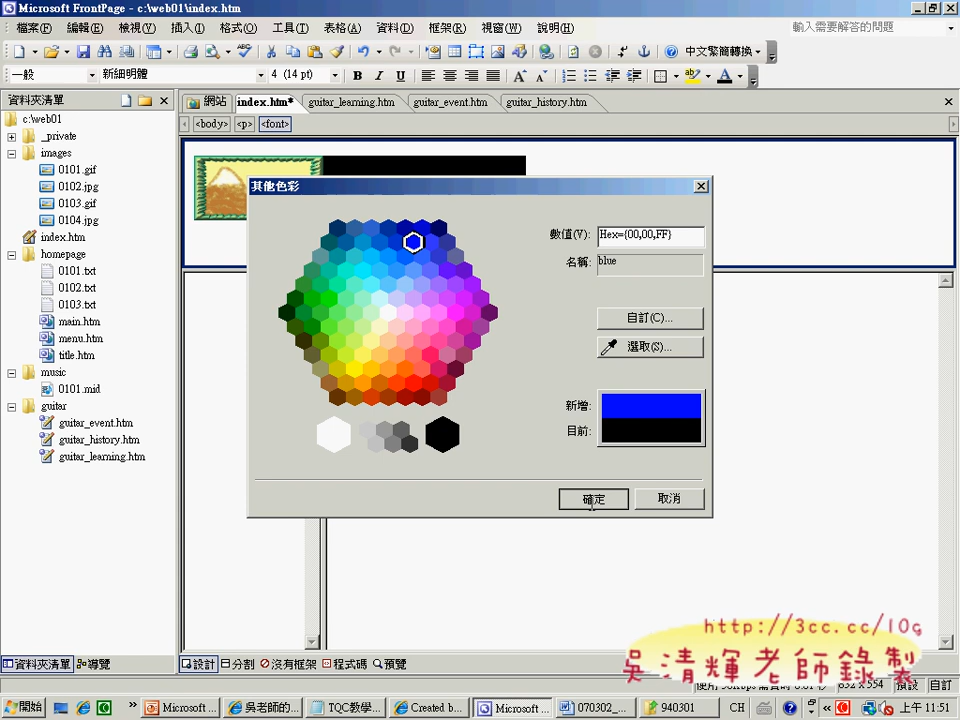 Microsoft FrontPage - c:\web01\index.htm
檔案(F) 編輯(E) 檢視(V) 插入(I) 格式(O) 工具(T) 表格(A) 資料(D) 框架(R) 視窗(W) 說明(H) 輸入需要解答的問題
ABC 中文繁簡轉換
一般 新細明體 4 (14 pt) B I U A A ab A
資料夾清單 網站 index.htm* guitar_learning.htm guitar_event.htm guitar_history.htm
<body> <p> <font>
c:\web01
_private
images
0101.gif
0102.jpg
0103.gif
0104.jpg
index.htm
homepage
0101.txt
0102.txt
0103.txt
main.htm
menu.htm
title.htm
music
0101.mid
guitar
guitar_event.htm
guitar_history.htm
guitar_learning.htm
其他色彩
數值(V): Hex={00,00,FF}
名稱: blue
自訂(C)...
選取(S)...
新增:
目前:
確定 取消
http://3cc.cc/10g
吳清輝老師錄製
資料夾清單 導覽 設計 分割 沒有框架 程式碼 預覽
預設 自訂
開始 Microsoft ... 吳老師的... TQC教學... Created b... Microsoft ... 070302_... 940301 CH 上午 11:51